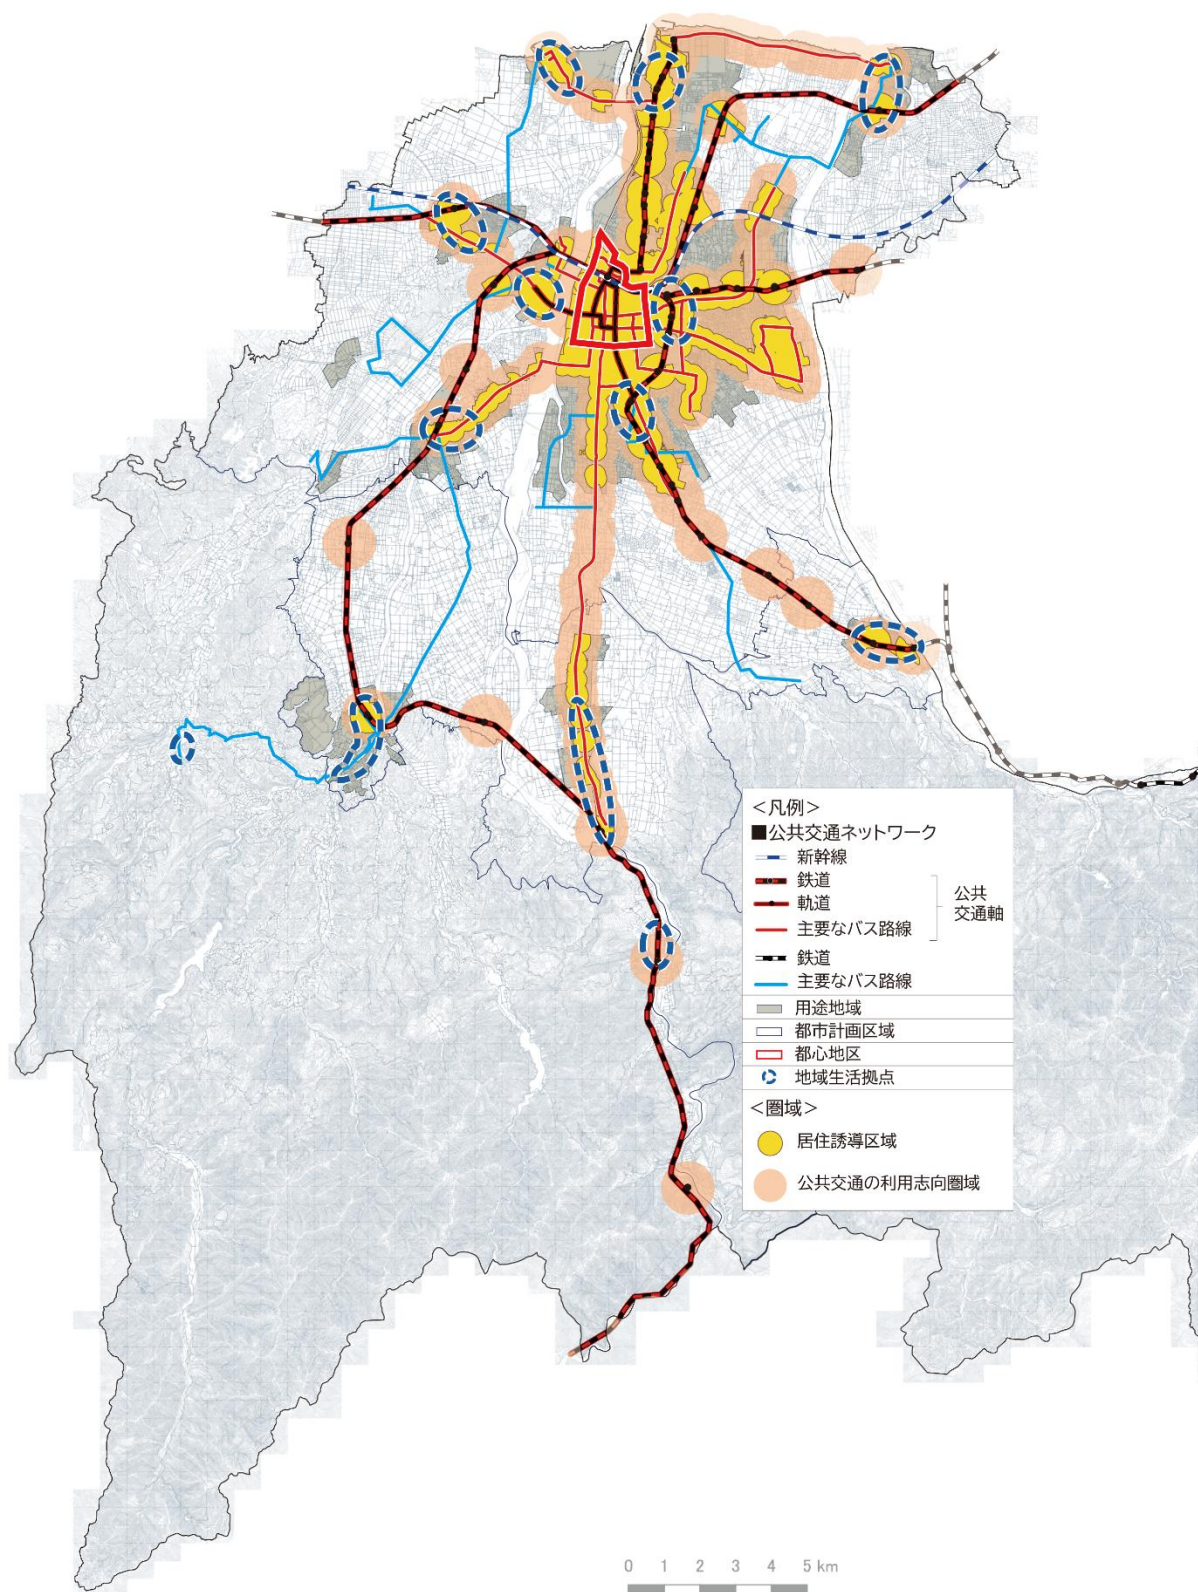 ＜凡例＞
■公共交通ネットワーク
新幹線
鉄道
軌道
主要なバス路線
公共
交通軸
鉄道
主要なバス路線
用途地域
都市計画区域
都心地区
地域生活拠点
＜圏域＞
居住誘導区域
公共交通の利用志向圏域
0 1 2 3 4 5 km